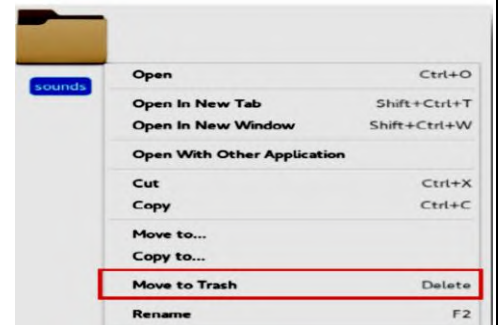 sounds
Open Ctrl+O
Open In New Tab Shift+Ctrl+T
Open In New Window Shift+Ctrl+W
Open With Other Application
Cut Ctrl+X
Copy Ctrl+C
Move to...
Copy to...
Move to Trash Delete
Rename F2